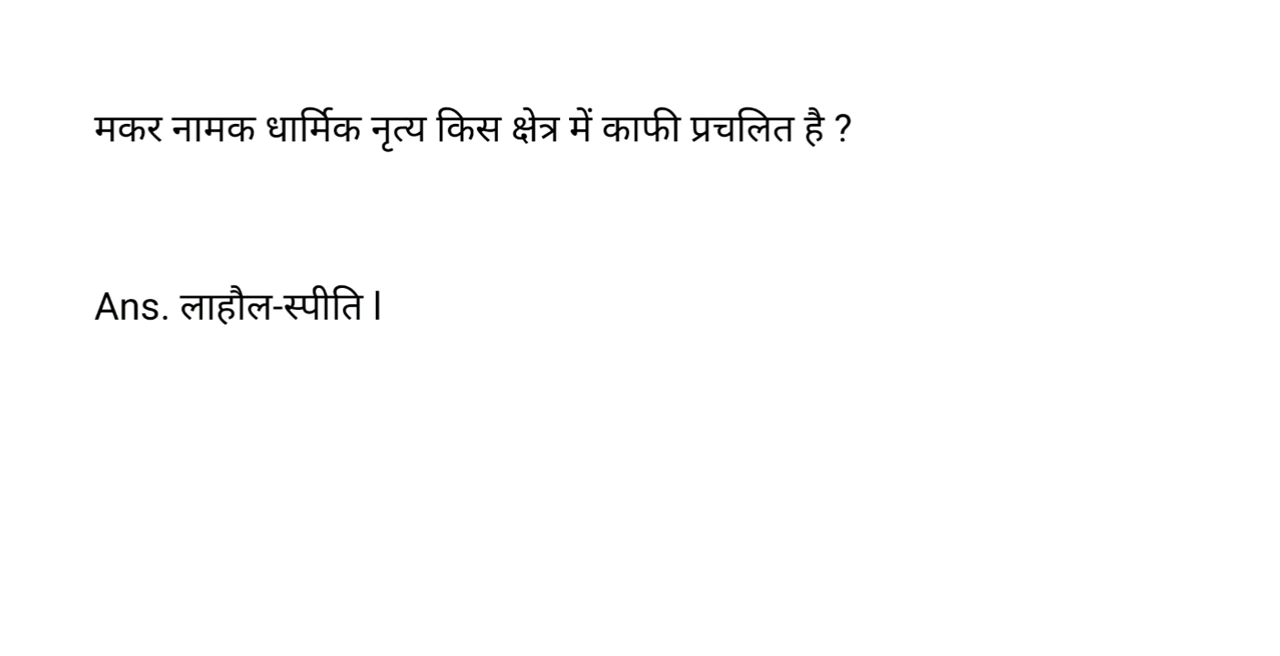 मकर नामक धार्मिक नृत्य किस क्षेत्र में काफी प्रचलित है ?
Ans. लाहौल-स्पीति l